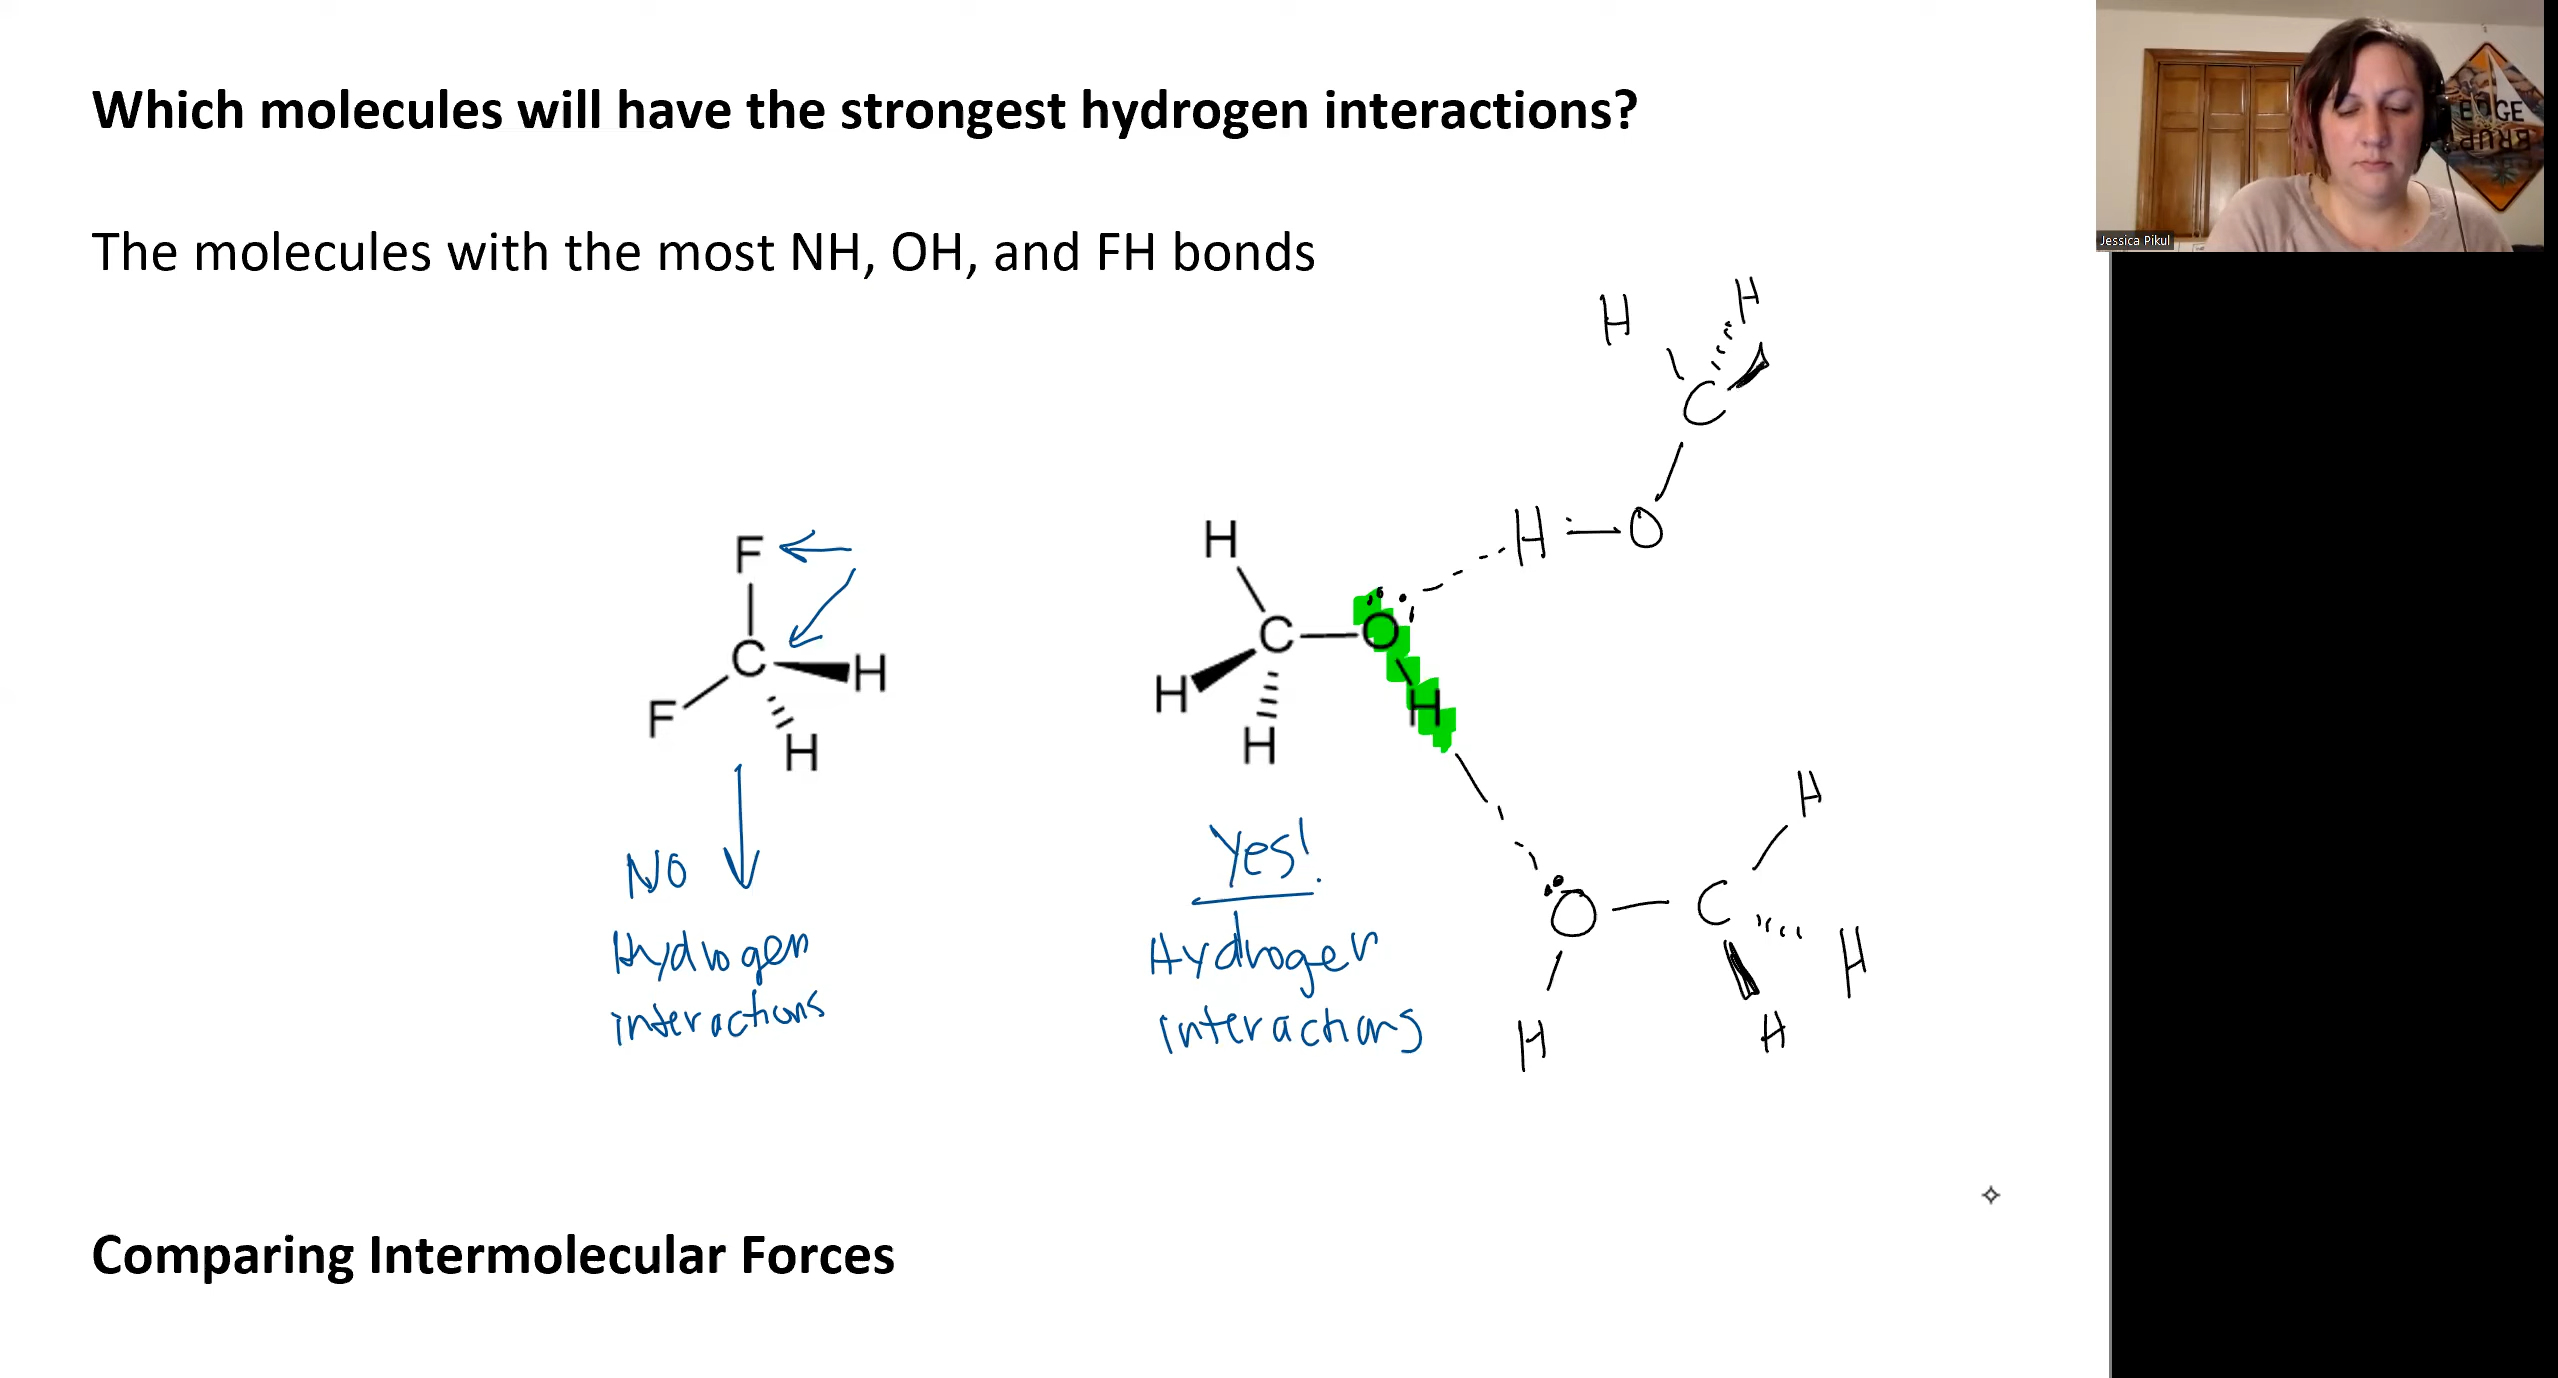 Which molecules will have the strongest hydrogen interactions?
EDGE
Jessica Pikul
The molecules with the most NH, OH, and FH bonds
H
H
C
H O
F
H
C O
H
H
H
C
H
F
H
NO
Hydrogen
interactions
Yes!
Hydrogen
interactions
H
O C
H
H
H
Comparing Intermolecular Forces